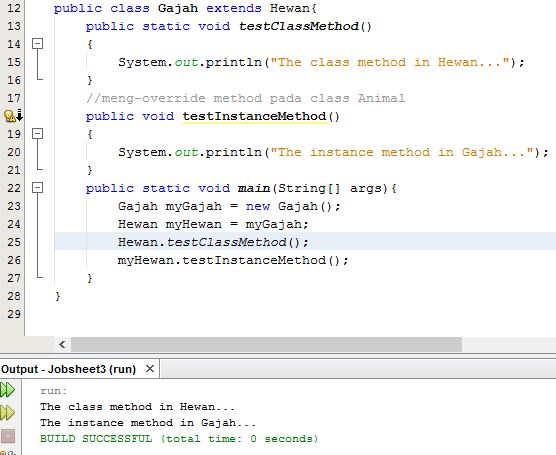 12 public class Gajah extends Hewan{
13 public static void testClassMethod()
14 {
15 System.out.println("The class method in Hewan...");
16 }
17 //meng-override method pada class Animal
public void testInstanceMethod()
19 {
20 System.out.println("The instance method in Gajah...");
21 }
22 public static void main(String[] args){
23 Gajah myGajah = new Gajah();
24 Hewan myHewan = myGajah;
25 Hewan.testClassMethod();
26 myHewan.testInstanceMethod();
27 }
28 }
29
Output - Jobsheet3 (run)
run:
The class method in Hewan...
The instance method in Gajah...
BUILD SUCCESSFUL (total time: 0 seconds)